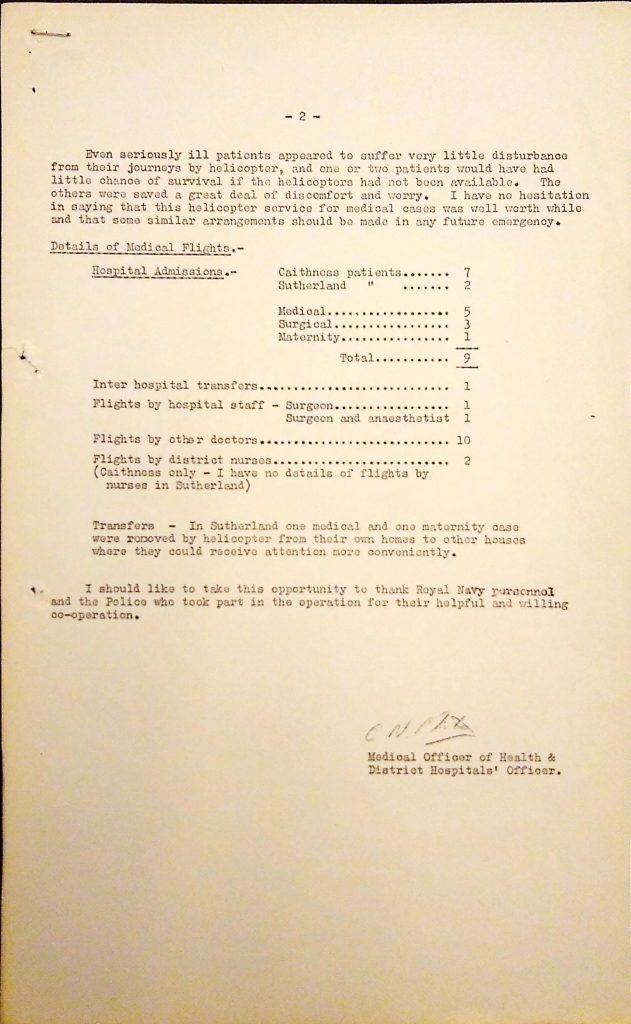 - 2 -
Even seriously ill patients appeared to suffer very little disturbance
from their journeys by helicopter, and one or two patients would have had
little chance of survival if the helicopters had not been available. The
others were saved a great deal of discomfort and worry. I have no hesitation
in saying that this helicopter service for medical cases was well worth while
and that some similar arrangements should be made in any future emergency.
Details of Medical Flights.-
Hospital Admissions.- Caithness patients....... 7
Sutherland " ....... 2
Medical................... 5
Surgical.................. 3
Maternity................. 1
Total........... 9
Inter hospital transfers............................. 1
Flights by hospital staff - Surgeon.................. 1
Surgeon and anaesthetist 1
Flights by other doctors............................. 10
Flights by district nurses........................... 2
(Caithness only - I have no details of flights by
nurses in Sutherland)
Transfers - In Sutherland one medical and one maternity case
were removed by helicopter from their own homes to other houses
where they could receive attention more conveniently.
I should like to take this opportunity to thank Royal Navy personnel
and the Police who took part in the operation for their helpful and willing
co-operation.
Medical Officer of Health &
District Hospitals' Officer.